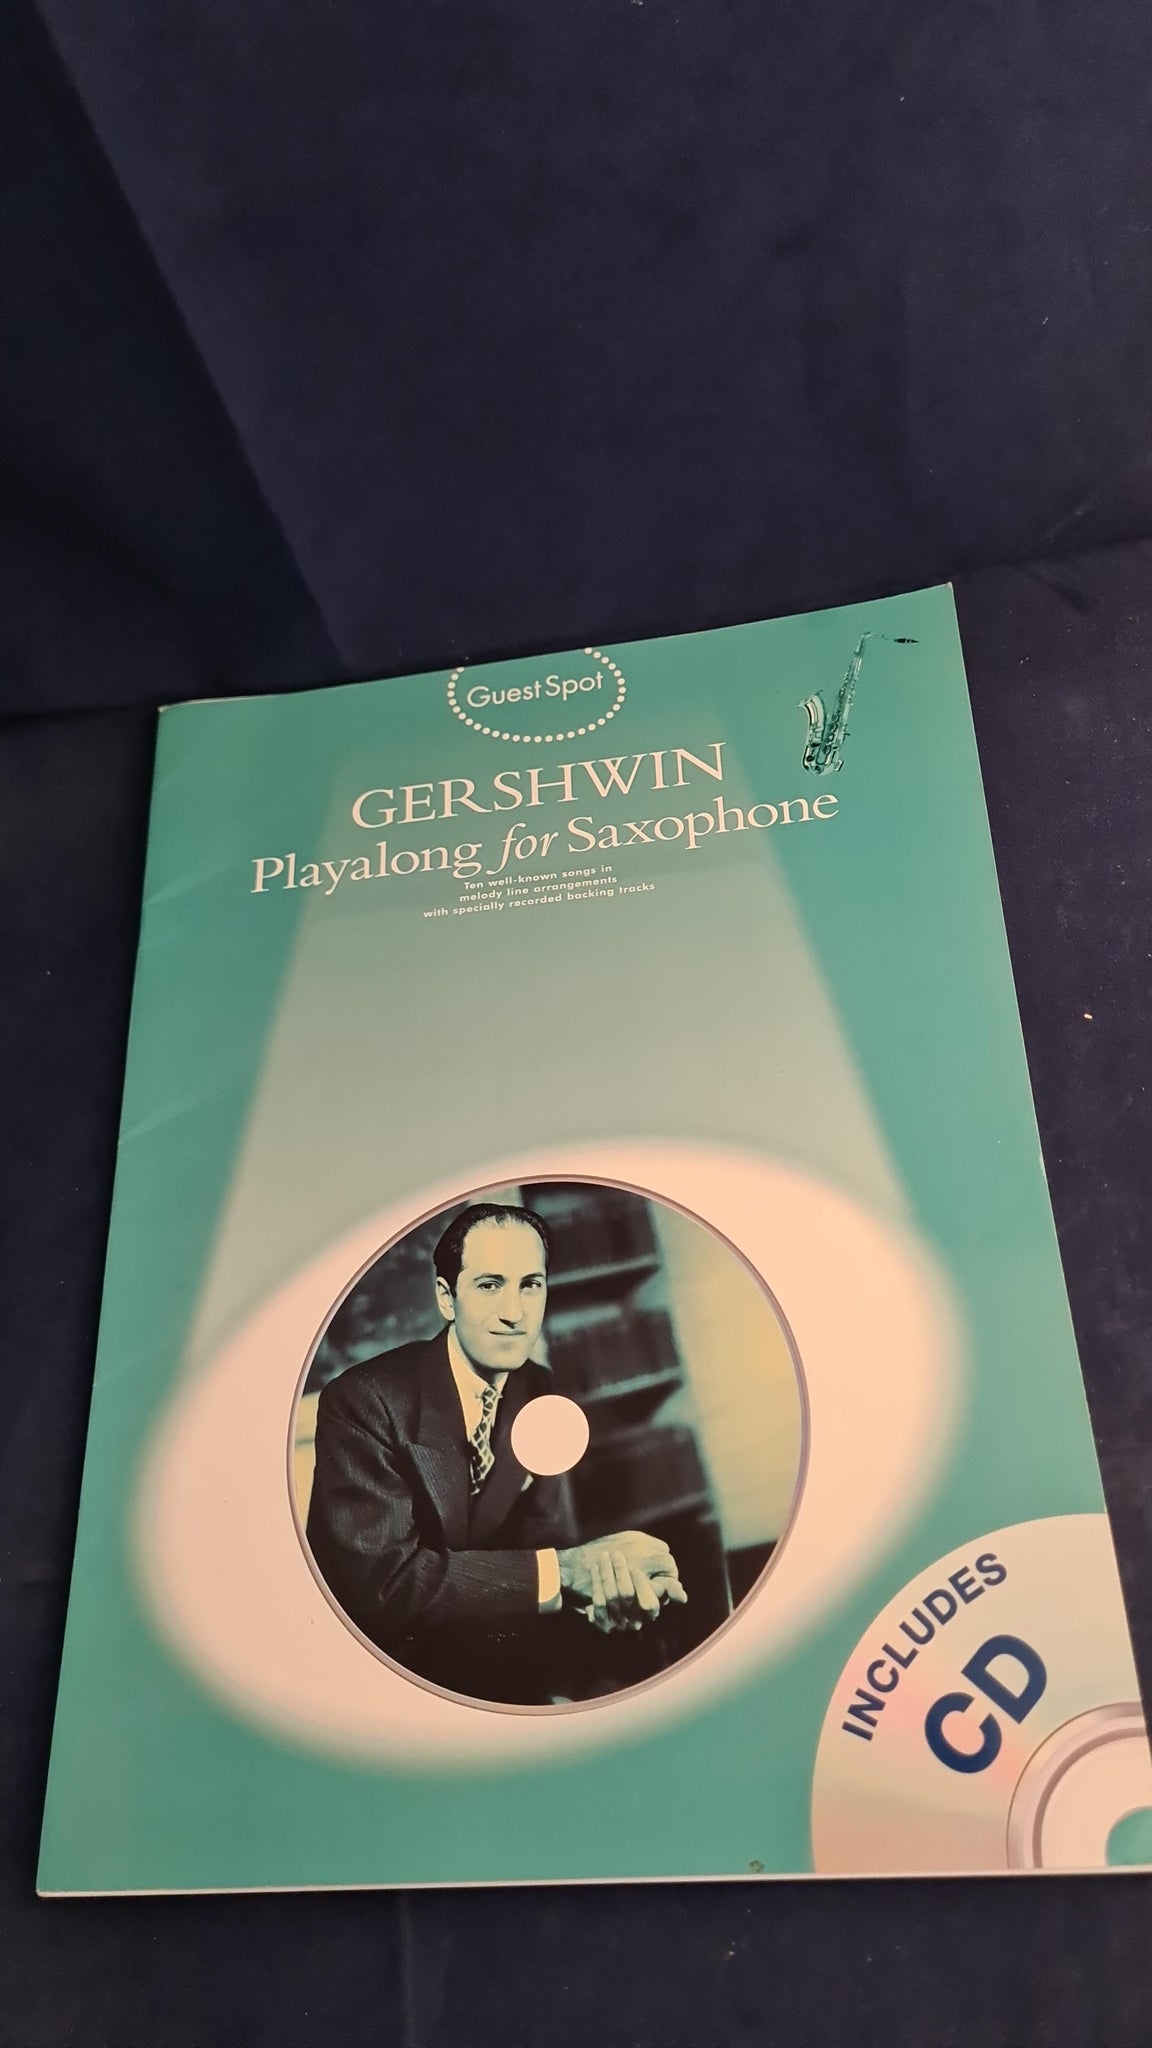 Guest Spot
GERSHWIN
Playalong for Saxophone
Ten well-known songs in
melody line arrangements
with specially recorded backing tracks
INCLUDES
CD